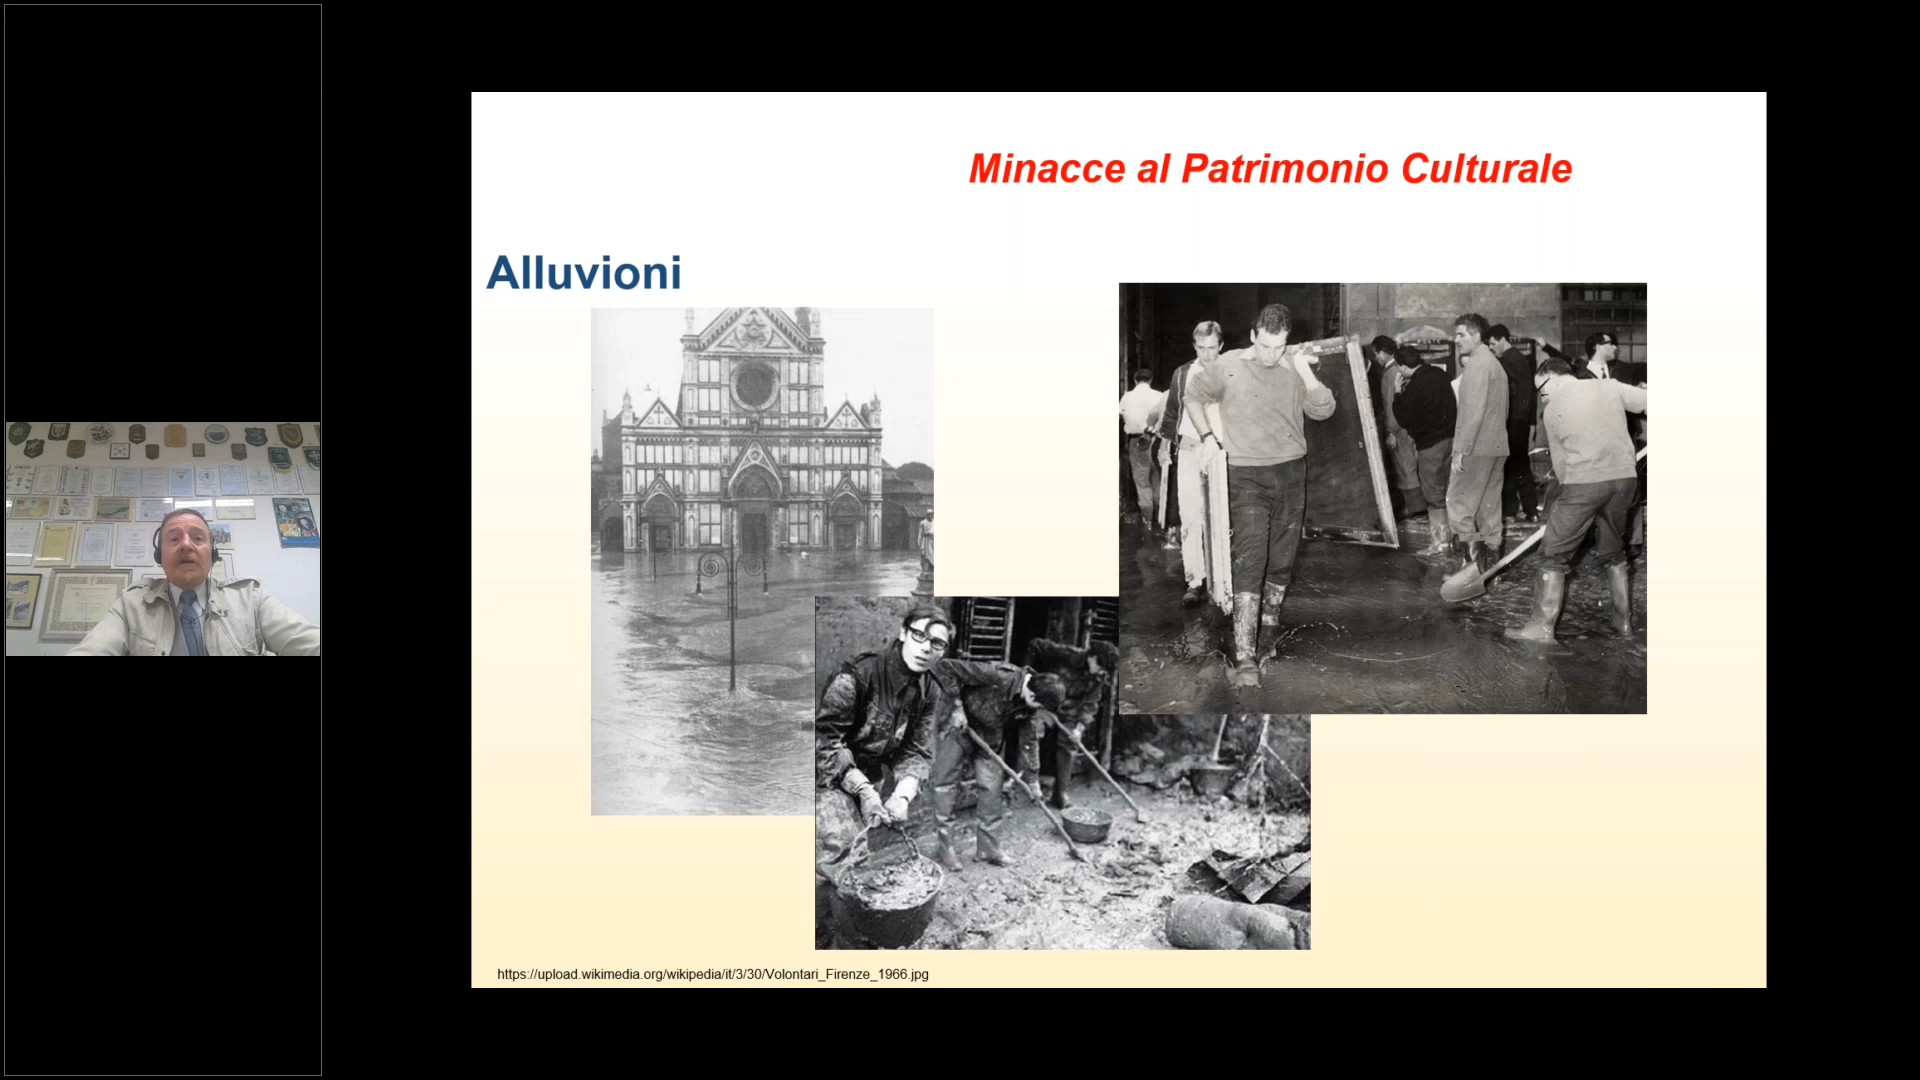 Minacce al Patrimonio Culturale
Alluvioni
https://upload.wikimedia.org/wikipedia/it/3/30/Volontari_Firenze_1966.jpg